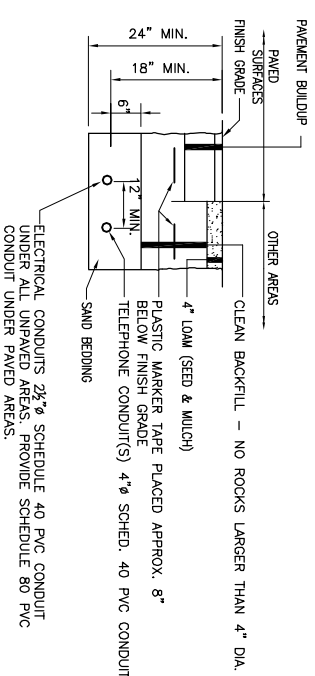 PAVEMENT BUILDUP
PAVED
SURFACES
FINISH GRADE
OTHER AREAS
24" MIN.
18" MIN.
6"
12"
MIN.
CLEAN BACKFILL – NO ROCKS LARGER THAN 4" DIA.
4" LOAM (SEED & MULCH)
PLASTIC MARKER TAPE PLACED APPROX. 8"
BELOW FINISH GRADE
TELEPHONE CONDUIT(S) 4"Ø SCHED. 40 PVC CONDUIT
SAND BEDDING
ELECTRICAL CONDUITS 2½"Ø SCHEDULE 40 PVC CONDUIT
UNDER ALL UNPAVED AREAS. PROVIDE SCHEDULE 80 PVC
CONDUIT UNDER PAVED AREAS.